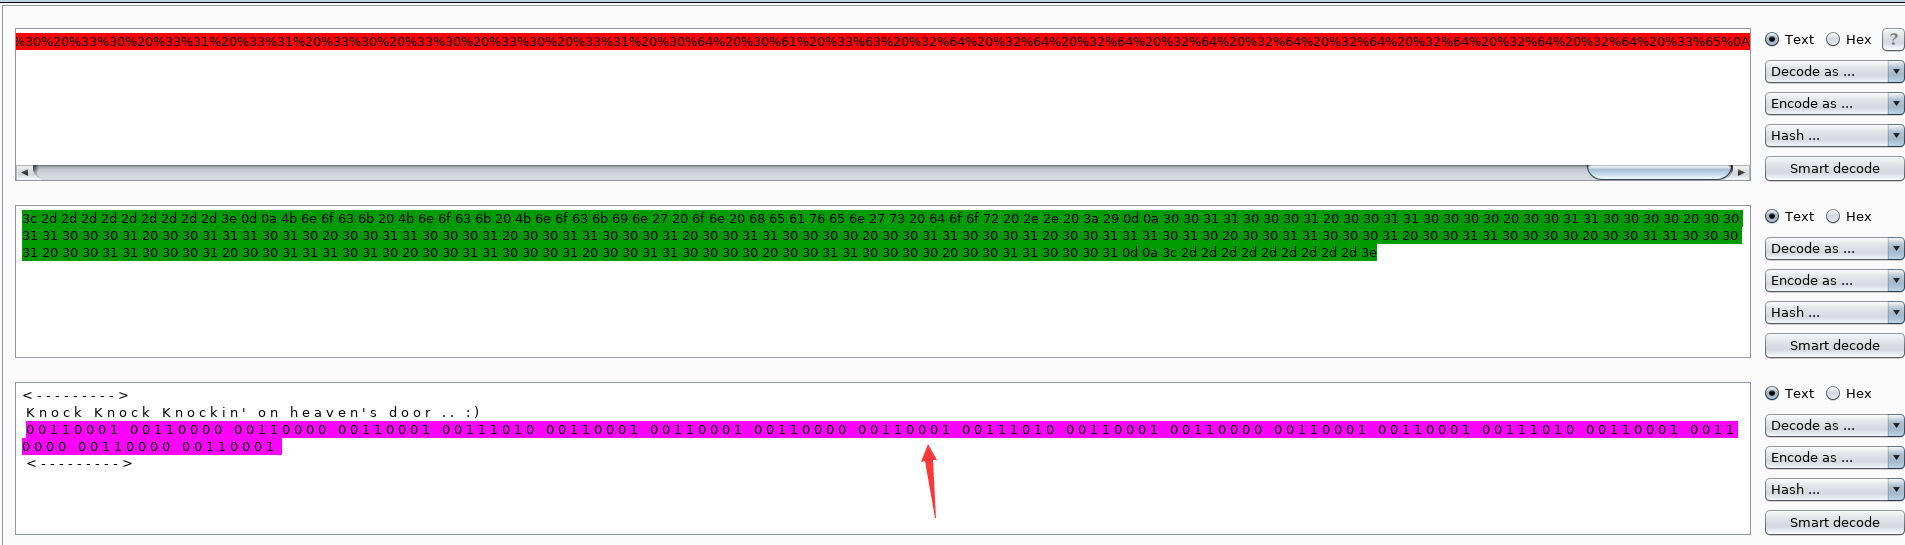 %30%20%33%30%20%33%31%20%33%31%20%33%30%20%33%30%20%33%30%20%33%31%20%30%64%20%30%61%20%33%63%20%32%64%20%32%64%20%32%64%20%32%64%20%32%64%20%32%64%20%32%64%20%32%64%20%32%64%20%33%65%0A
Text Hex ?
Decode as ...
Encode as ...
Hash ...
Smart decode
3c 2d 2d 2d 2d 2d 2d 2d 2d 2d 3e 0d 0a 4b 6e 6f 63 6b 20 4b 6e 6f 63 6b 20 4b 6e 6f 63 6b 69 6e 27 20 6f 6e 20 68 65 61 76 65 6e 27 73 20 64 6f 6f 72 20 2e 2e 20 3a 29 0d 0a 30 30 31 31 30 30 30 31 20 30 30 31 31 30 30 30 30 20 30 30 31 31 30 30 30 30 20 30 30
31 31 30 30 30 31 20 30 30 31 31 31 30 31 30 20 30 30 31 31 30 30 30 31 20 30 30 31 31 30 30 30 31 20 30 30 31 31 30 30 30 30 20 30 30 31 31 30 30 30 31 20 30 30 31 31 31 30 31 30 20 30 30 31 31 30 30 30 31 20 30 30 31 31 30 30 30 30 20 30 30 31 31 30 30 30
31 20 30 30 31 31 30 30 30 31 20 30 30 31 31 31 30 31 30 20 30 30 31 31 30 30 30 31 20 30 30 31 31 30 30 30 30 20 30 30 31 31 30 30 30 30 20 30 30 31 31 30 30 30 31 0d 0a 3c 2d 2d 2d 2d 2d 2d 2d 2d 2d 3e
Text Hex
Decode as ...
Encode as ...
Hash ...
Smart decode
<--------->
Knock Knock Knockin' on heaven's door .. :)
00110001 00110000 00110000 00110001 00111010 00110001 00110001 00110000 00110001 00111010 00110001 00110000 00110001 00110001 00111010 00110001 0011
0000 00110000 00110001
<--------->
Text Hex
Decode as ...
Encode as ...
Hash ...
Smart decode